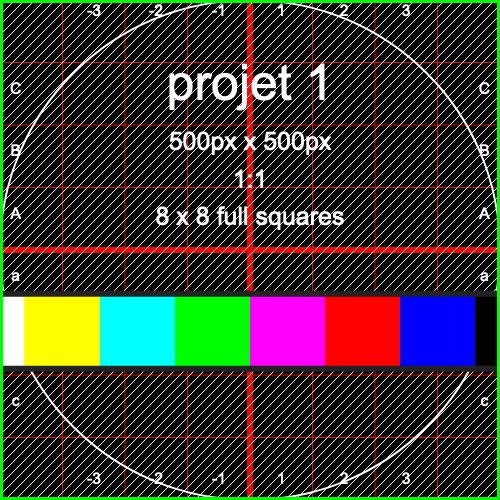 -3 -2 -1 1 2 3
projet 1
C C
500px x 500px
B B
1:1
A 8 x 8 full squares A
a a
c c
-3 -2 -1 1 2 3